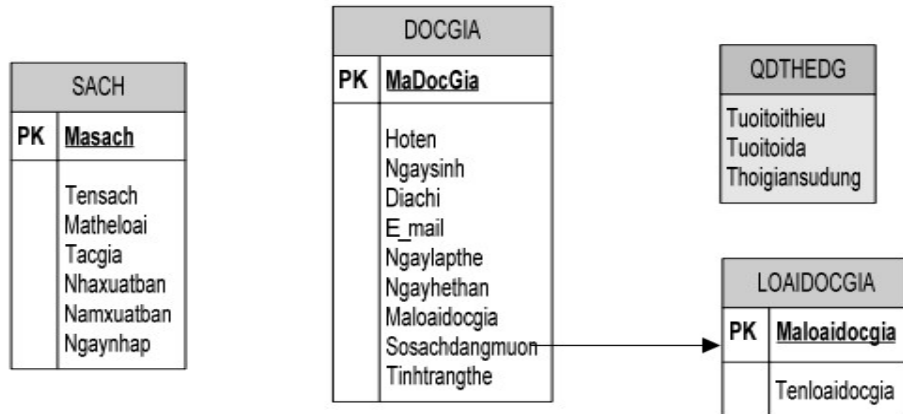 SACH
PK Masach
Tensach
Matheloai
Tacgia
Nhaxuatban
Namxuatban
Ngaynhap
DOCGIA
PK MaDocGia
Hoten
Ngaysinh
Diachi
E_mail
Ngaylapthe
Ngayhethan
Maloaidocgia
Sosachdangmuon
Tinhtrangthe
QDTHEDG
Tuoitoithieu
Tuoitoida
Thoigiansudung
LOAIDOCGIA
PK Maloaidocgia
Tenloaidocgia